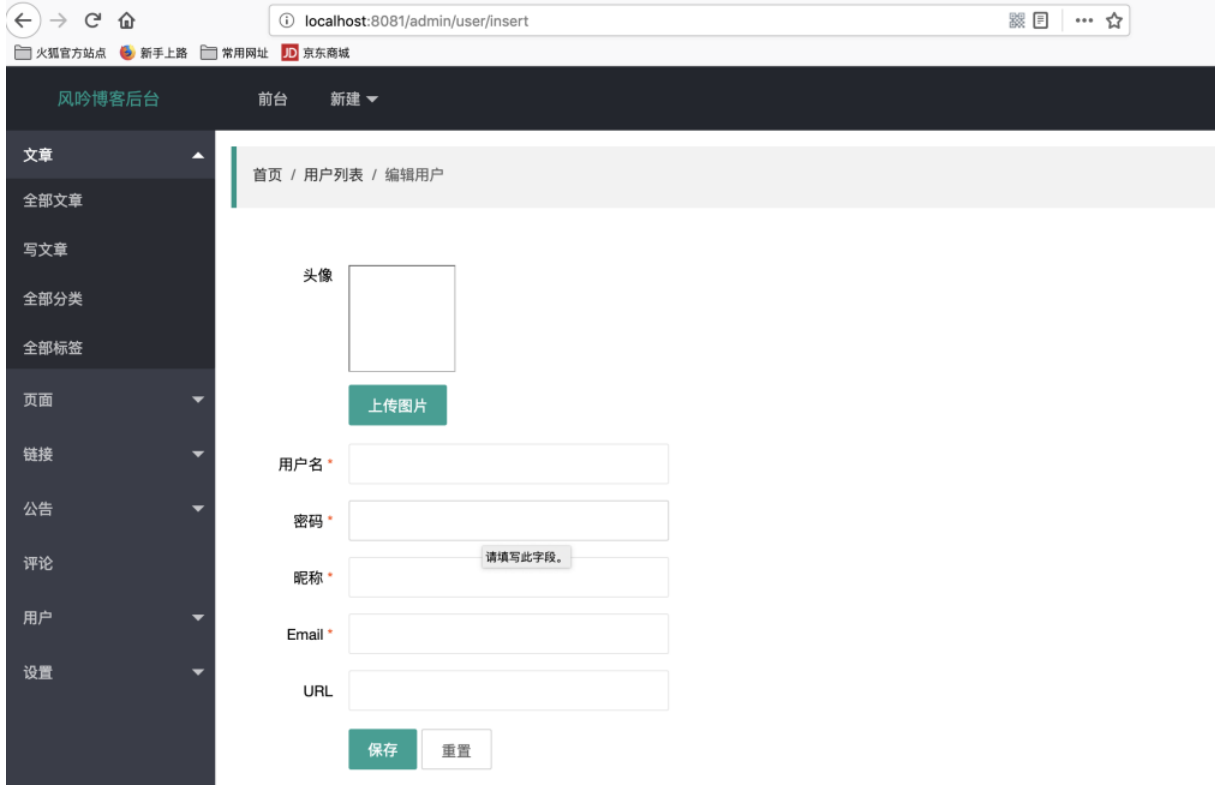 localhost:8081/admin/user/insert
火狐官方站点 新手上路 常用网址 JD 京东商城
风吟博客后台 前台 新建
文章
全部文章
写文章
全部分类
全部标签
页面
链接
公告
评论
用户
设置
首页 / 用户列表 / 编辑用户
头像
上传图片
用户名 *
密码 *
请填写此字段。
昵称 *
Email *
URL
保存 重置